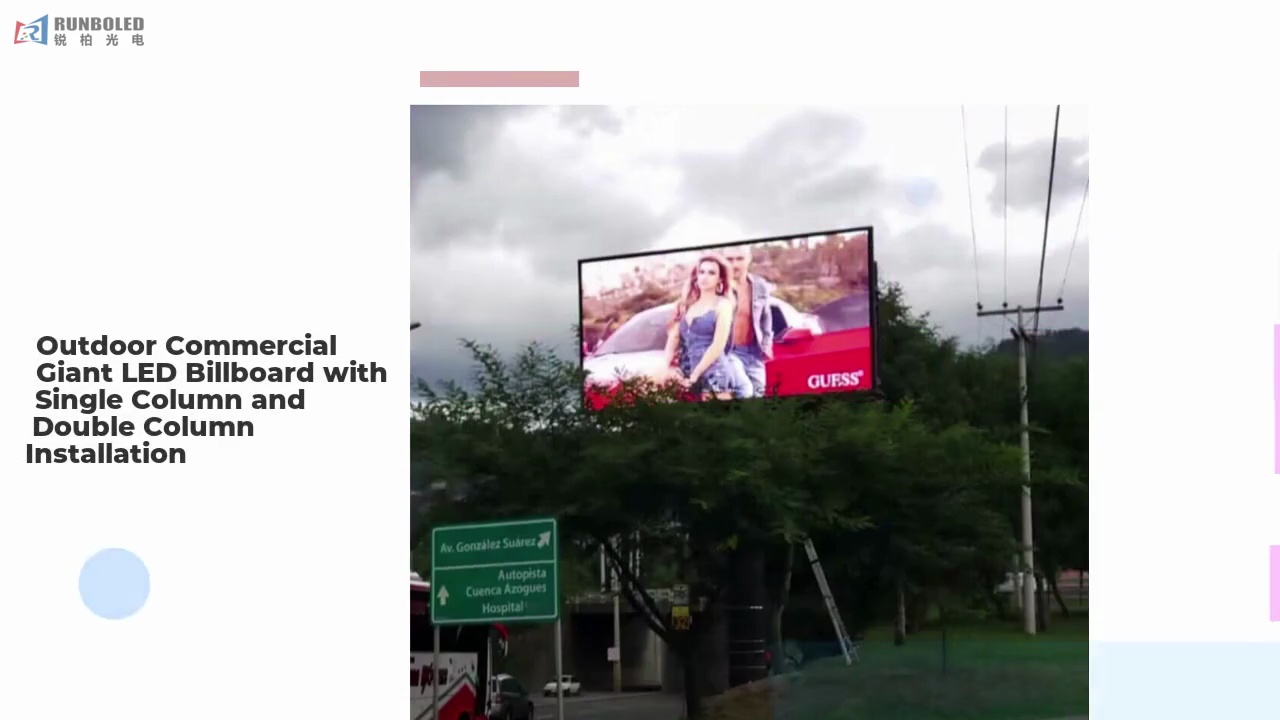 RUNBOLED
锐柏光电
Outdoor Commercial
Giant LED Billboard with
Single Column and
Double Column
Installation
GUESS®
Av. González Suárez
Autopista
Cuenca Azogues
Hospital